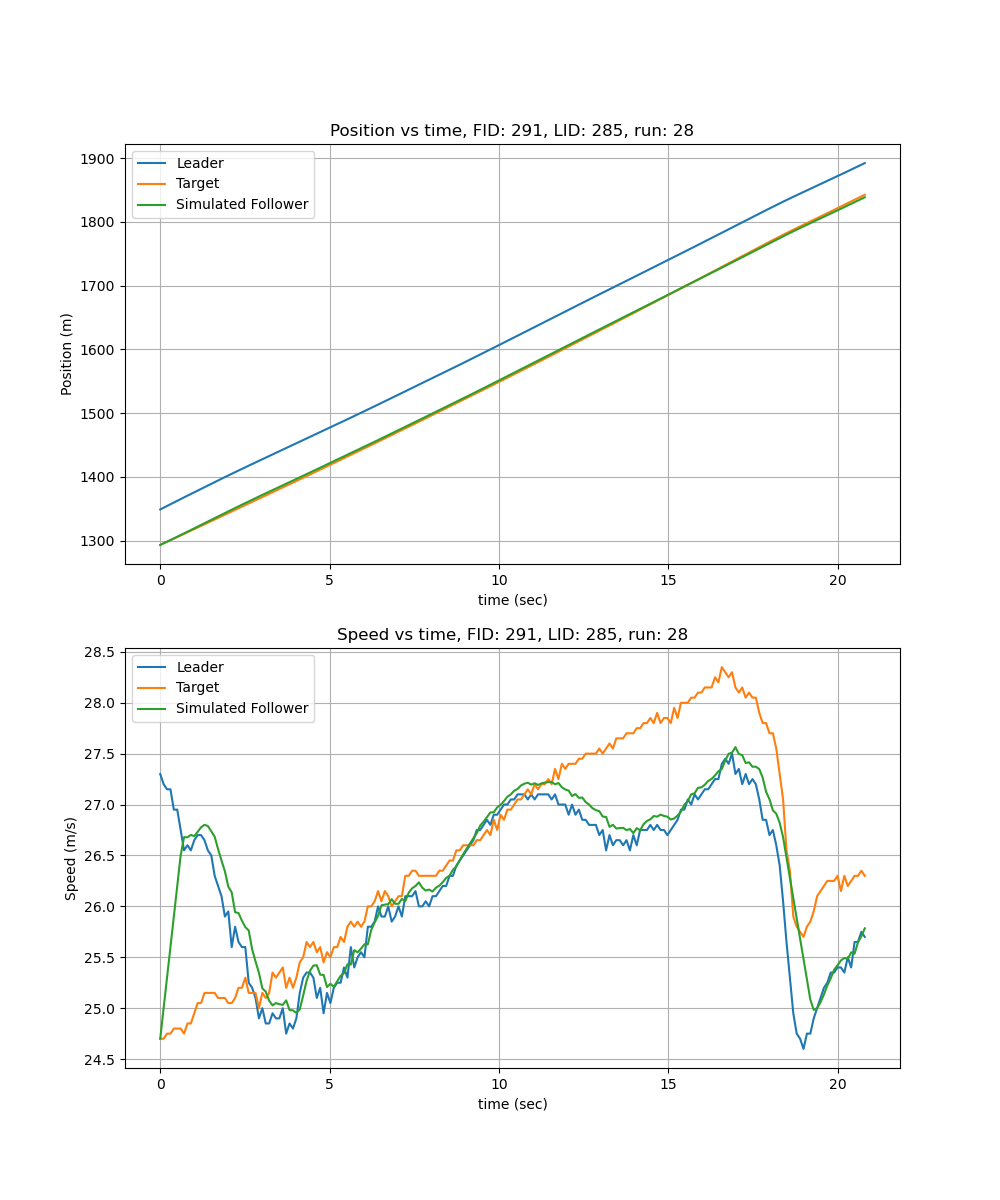 Position vs time, FID: 291, LID: 285, run: 28
Leader
Target
Simulated Follower
Position (m)
1900
1800
1700
1600
1500
1400
1300
0 5 10 15 20
time (sec)
Speed vs time, FID: 291, LID: 285, run: 28
Leader
Target
Simulated Follower
Speed (m/s)
28.5
28.0
27.5
27.0
26.5
26.0
25.5
25.0
24.5
0 5 10 15 20
time (sec)